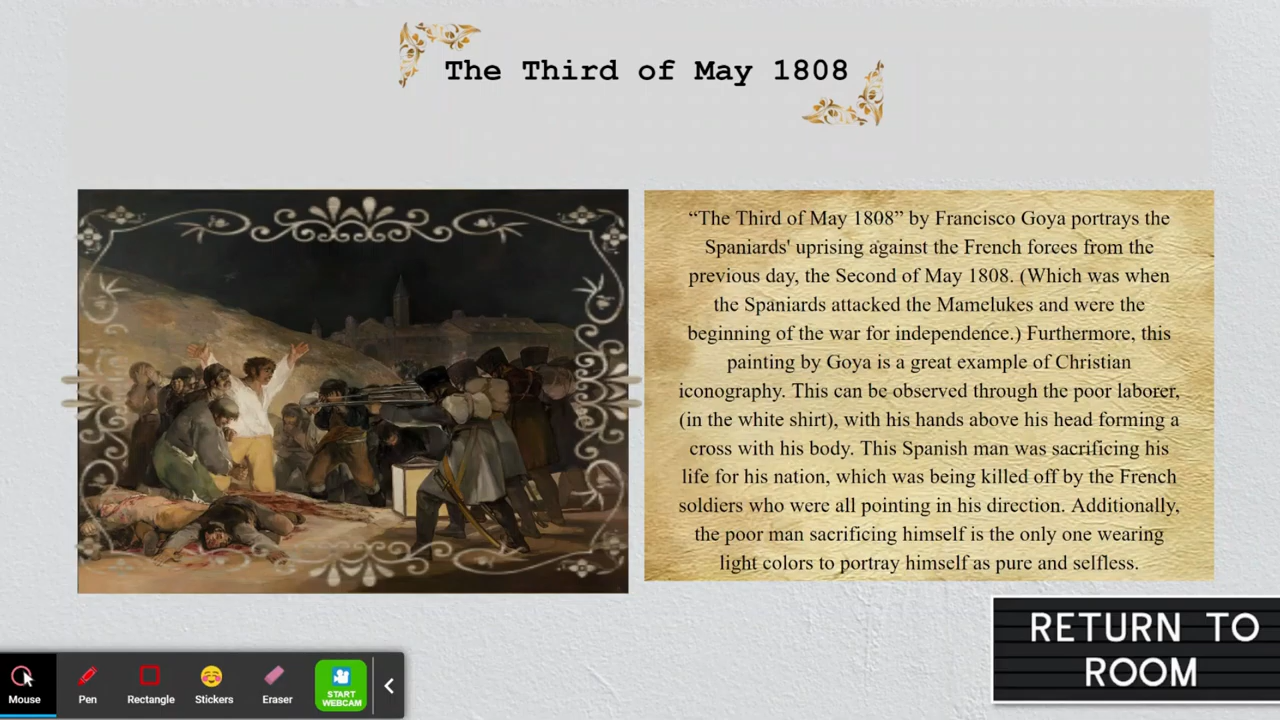 The Third of May 1808
“The Third of May 1808” by Francisco Goya portrays the
Spaniards' uprising against the French forces from the
previous day, the Second of May 1808. (Which was when
the Spaniards attacked the Mamelukes and were the
beginning of the war for independence.) Furthermore, this
painting by Goya is a great example of Christian
iconography. This can be observed through the poor laborer,
(in the white shirt), with his hands above his head forming a
cross with his body. This Spanish man was sacrificing his
life for his nation, which was being killed off by the French
soldiers who were all pointing in his direction. Additionally,
the poor man sacrificing himself is the only one wearing
light colors to portray himself as pure and selfless.
RETURN TO
ROOM
Mouse
Pen
Rectangle
Stickers
Eraser
START
WEBCAM